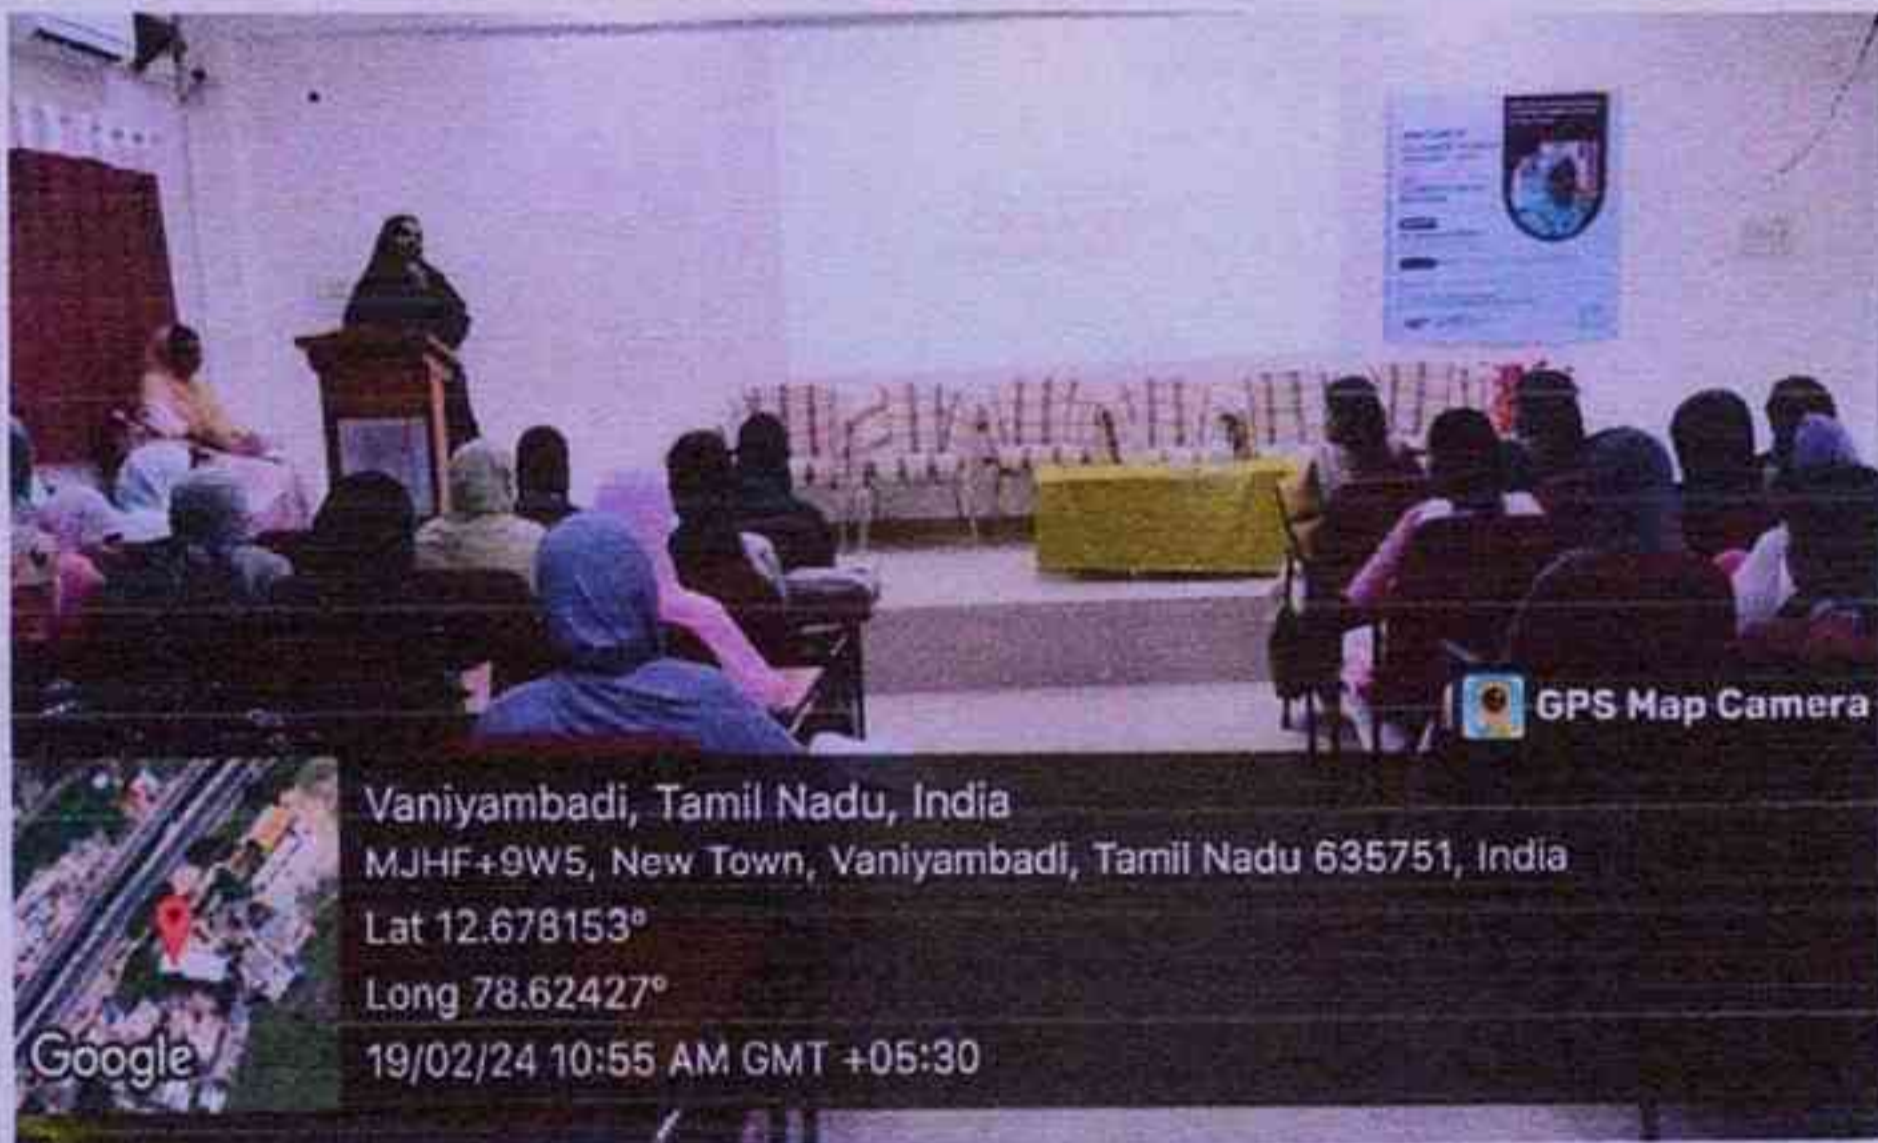 GPS Map Camera
Vaniyambadi, Tamil Nadu, India
MJHF+9W5, New Town, Vaniyambadi, Tamil Nadu 635751, India
Lat 12.678153°
Long 78.62427°
19/02/24 10:55 AM GMT +05:30
Google